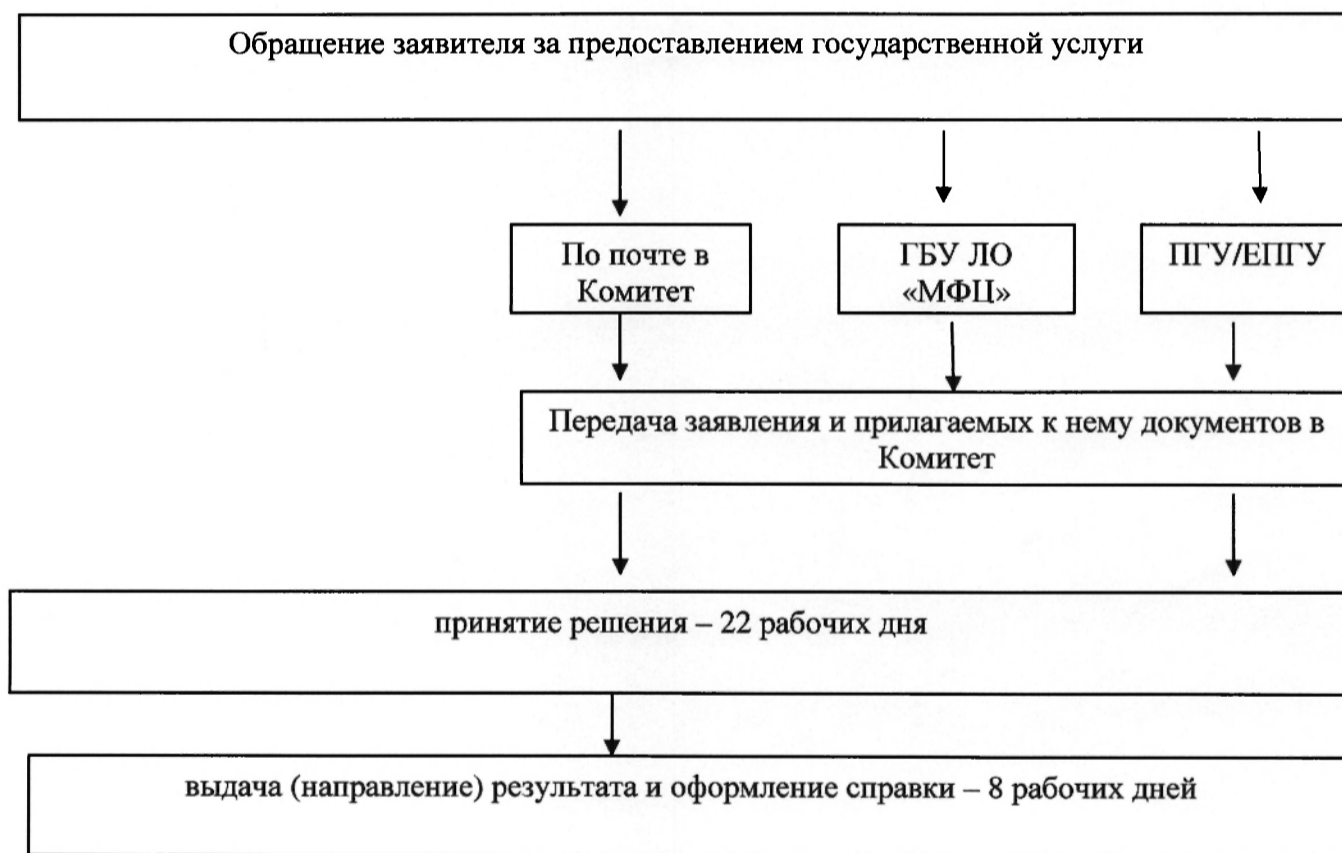 Обращение заявителя за предоставлением государственной услуги
По почте в
Комитет
ГБУ ЛО
«МФЦ»
ПГУ/ЕПГУ
Передача заявления и прилагаемых к нему документов в
Комитет
принятие решения – 22 рабочих дня
выдача (направление) результата и оформление справки – 8 рабочих дней